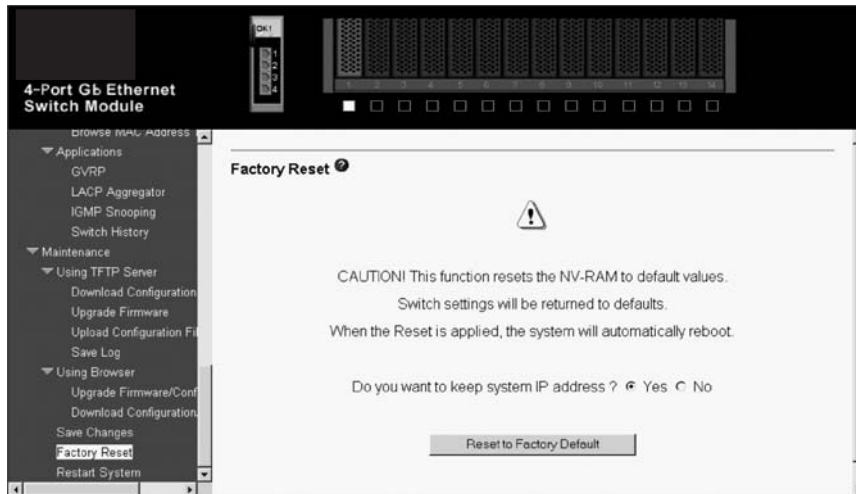 OK!
1
2
3
4
1 2 3 4 5 6 7 8 9 10 11 12 13 14
4-Port Gb Ethernet
Switch Module
Browse MAC Address
Applications
GVRP
LACP Aggregator
IGMP Snooping
Switch History
Maintenance
Using TFTP Server
Download Configuration
Upgrade Firmware
Upload Configuration Fil
Save Log
Using Browser
Upgrade Firmware/Conf
Download Configuration
Save Changes
Factory Reset
Restart System
Factory Reset ?
!
CAUTION! This function resets the NV-RAM to default values.
Switch settings will be returned to defaults.
When the Reset is applied, the system will automatically reboot.
Do you want to keep system IP address ? Yes No
Reset to Factory Default